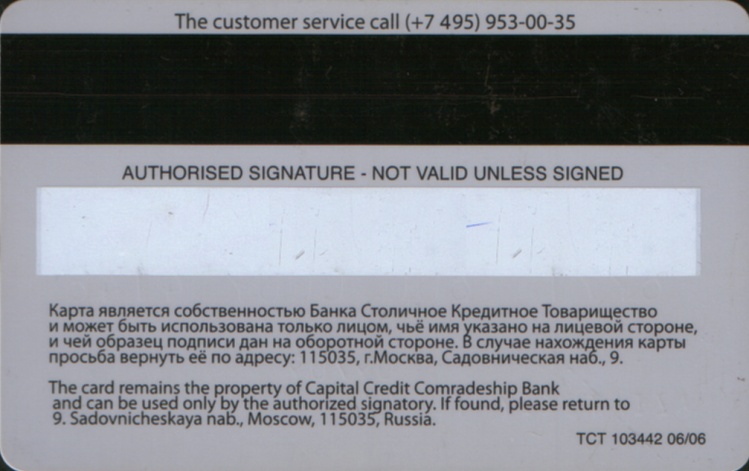 The customer service call (+7 495) 953-00-35
AUTHORISED SIGNATURE - NOT VALID UNLESS SIGNED
Карта является собственностью Банка Столичное Кредитное Товарищество
и может быть использована только лицом, чьё имя указано на лицевой стороне,
и чей образец подписи дан на оборотной стороне. В случае нахождения карты
просьба вернуть её по адресу: 115035, г.Москва, Садовническая наб., 9.
The card remains the property of Capital Credit Comradeship Bank
and can be used only by the authorized signatory. If found, please return to
9. Sadovnicheskaya nab., Moscow, 115035, Russia.
TCT 103442 06/06